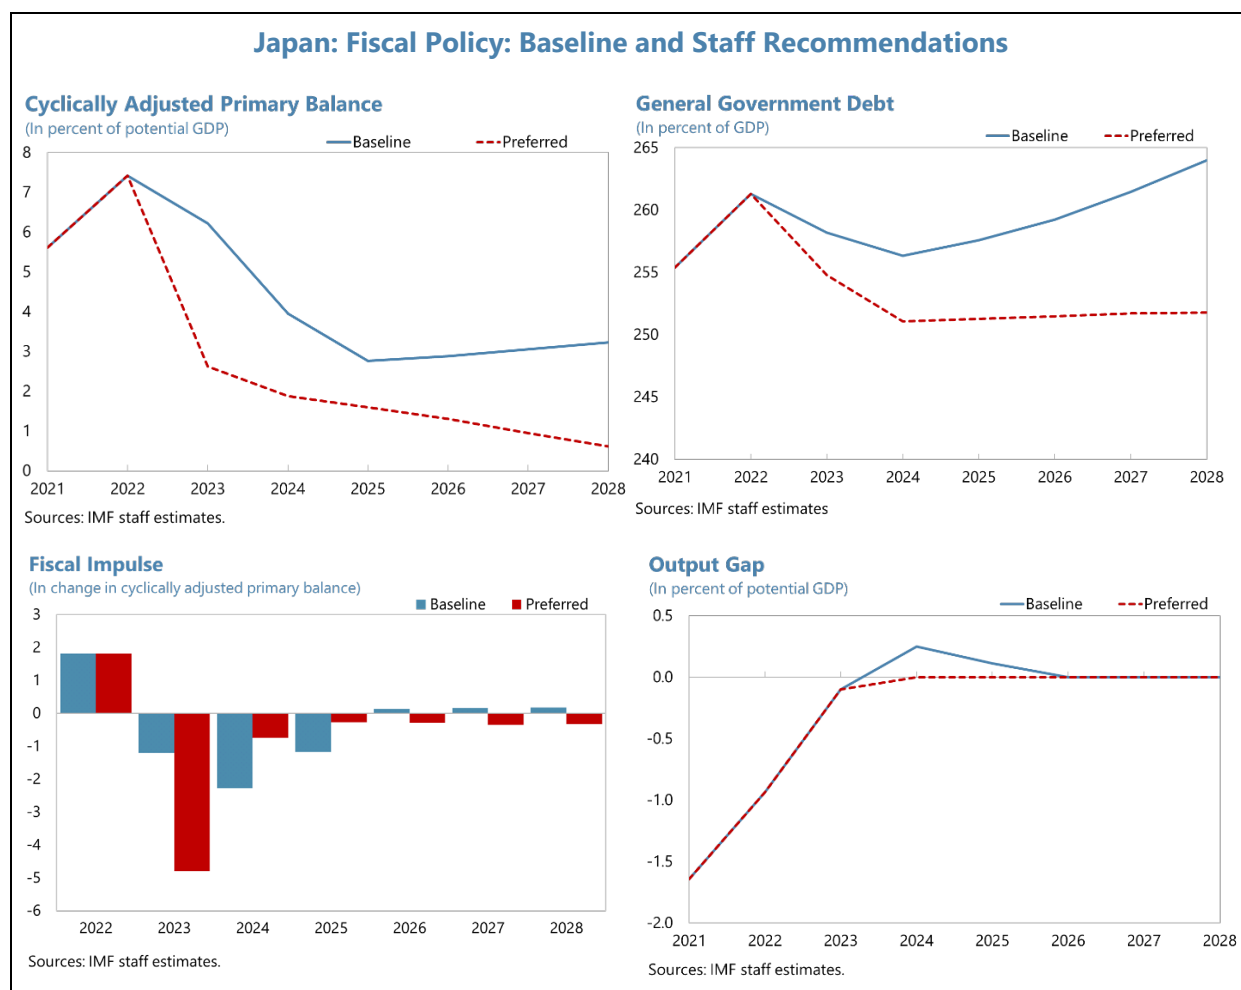 Japan: Fiscal Policy: Baseline and Staff Recommendations
Cyclically Adjusted Primary Balance
(In percent of potential GDP)
Baseline
Preferred
8
7
6
5
4
3
2
1
0
2021 2022 2023 2024 2025 2026 2027 2028
Sources: IMF staff estimates.
General Government Debt
(In percent of GDP)
Baseline
Preferred
265
260
255
250
245
240
2021 2022 2023 2024 2025 2026 2027 2028
Sources: IMF staff estimates
Fiscal Impulse
(In change in cyclically adjusted primary balance)
Baseline
Preferred
3
2
1
0
-1
-2
-3
-4
-5
-6
2022 2023 2024 2025 2026 2027 2028
Sources: IMF staff estimates.
Output Gap
(In percent of potential GDP)
Baseline
Preferred
0.5
0.0
-0.5
-1.0
-1.5
-2.0
2021 2022 2023 2024 2025 2026 2027 2028
Sources: IMF staff estimates.